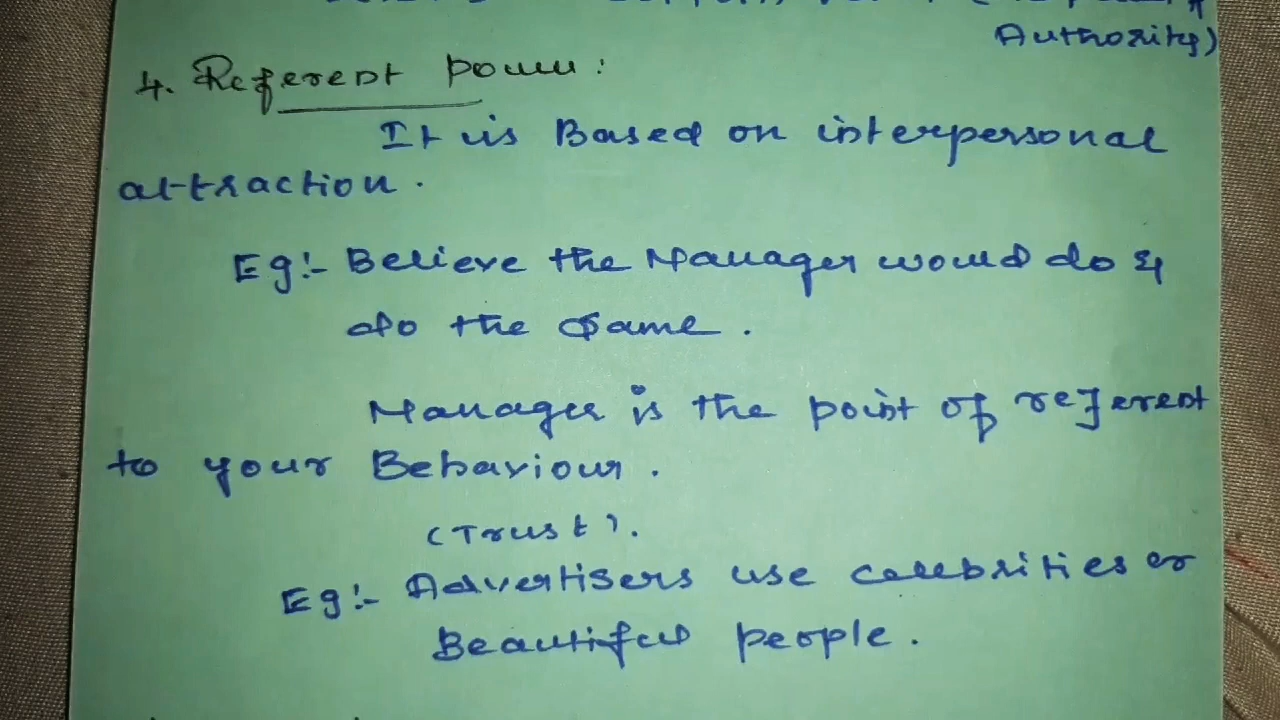 Authority)
4. Referent power:
It is Based on interpersonal
attraction.
Eg:- Believe the Manager would do &
do the same.
Manager is the point of referent
to your Behaviour.
(Trust).
Eg:- Advertisers use celebrities or
Beautiful people.